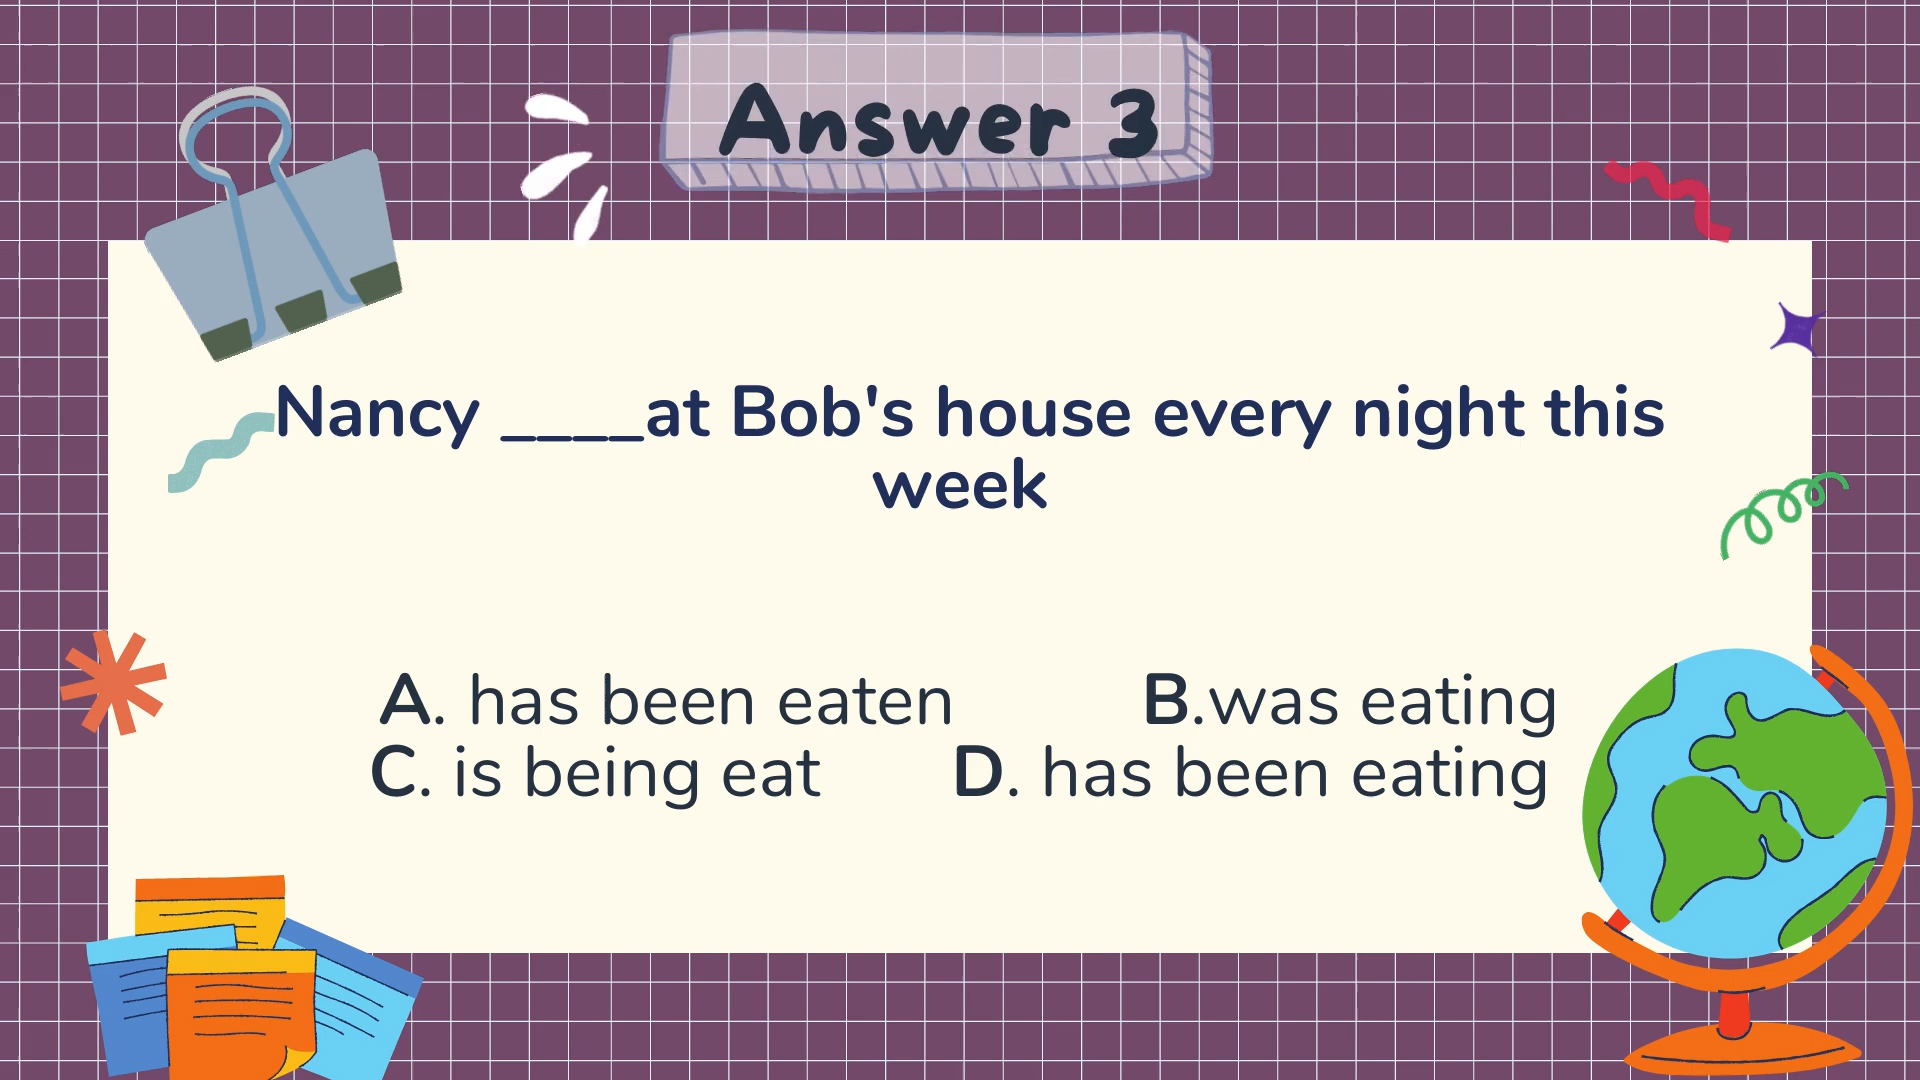 Answer 3
Nancy ____at Bob's house every night this
week
A. has been eaten B.was eating
C. is being eat D. has been eating